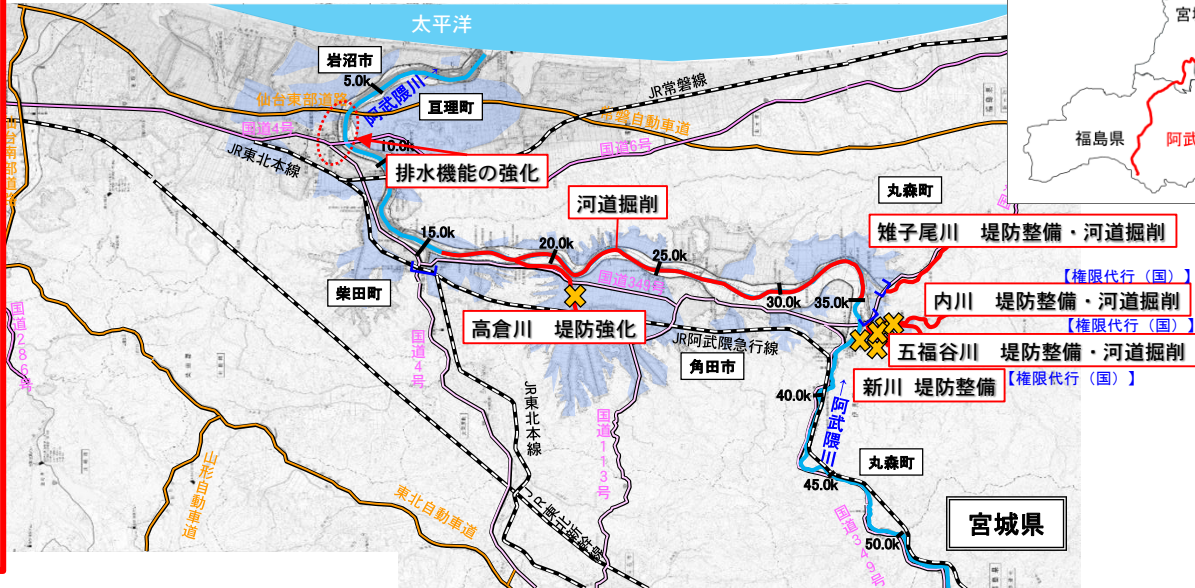 太平洋
宮
岩沼市
5.0k
阿武隈川
亘理町
仙台東部道路
国道4号
JR常磐線
常磐自動車道
国道6号
10.0k
JR東北本線
排水機能の強化
福島県
阿武
丸森町
河道掘削
雉子尾川 堤防整備・河道掘削
15.0k
20.0k
25.0k
国道349号
30.0k
35.0k
【権限代行（国）】
内川 堤防整備・河道掘削
【権限代行（国）】
柴田町
高倉川 堤防強化
JR阿武隈急行線
五福谷川 堤防整備・河道掘削
【権限代行（国）】
角田市
新川 堤防整備
国道286号
国道4号
JR東北本線
国道113号
40.0k
←阿武隈川
丸森町
45.0k
山形自動車道
東北自動車道
JR東北新幹線
国道349号
50.0k
宮城県